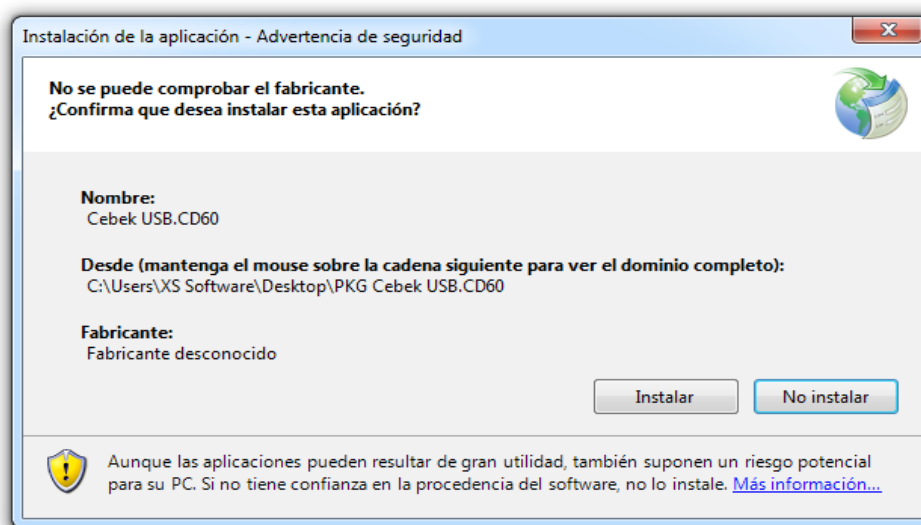 Instalación de la aplicación - Advertencia de seguridad
No se puede comprobar el fabricante.
¿Confirma que desea instalar esta aplicación?
Nombre:
Cebek USB.CD60
Desde (mantenga el mouse sobre la cadena siguiente para ver el dominio completo):
C:\Users\XS Software\Desktop\PKG Cebek USB.CD60
Fabricante:
Fabricante desconocido
Instalar
No instalar
Aunque las aplicaciones pueden resultar de gran utilidad, también suponen un riesgo potencial
para su PC. Si no tiene confianza en la procedencia del software, no lo instale. Más información...